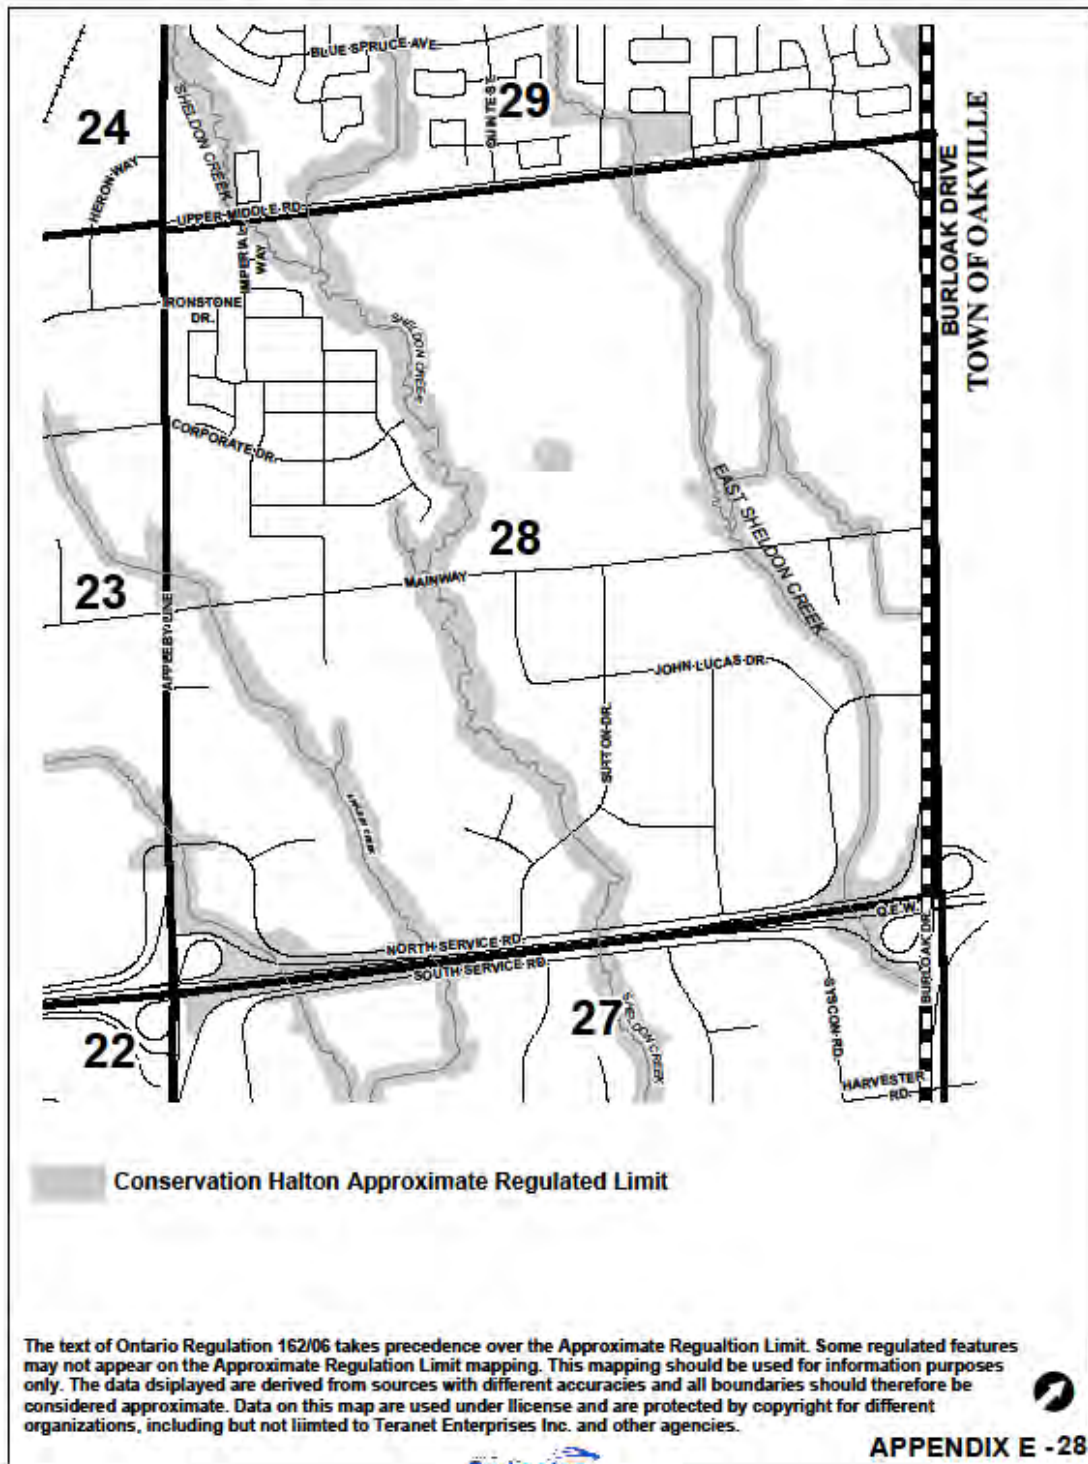 BLUE SPRUCE AVE
24
29
QUINTE ST
SHELDON CREEK
HERON WAY
UPPER MIDDLE RD
IMPERIAL
WAY
BURLOAK DRIVE
TOWN OF OAKVILLE
RONSTONE
DR.
SHELDON CREEK
CORPORATE DR.
28
EAST SHELDON CREEK
23
MAINWAY
APPLEBY LINE
JOHN LUCAS DR.
SUTTON DR.
NORTH SERVICE RD.
SOUTH SERVICE RD.
Q.E.W.
BURLOAK DR.
22
27
SHELDON CREEK
SYSCON RD.
HARVESTER
RD.
Conservation Halton Approximate Regulated Limit
The text of Ontario Regulation 162/06 takes precedence over the Approximate Regualtion Limit. Some regulated features
may not appear on the Approximate Regulation Limit mapping. This mapping should be used for information purposes
only. The data dsiplayed are derived from sources with different accuracies and all boundaries should therefore be
considered approximate. Data on this map are used under llicense and are protected by copyright for different
organizations, including but not liimted to Teranet Enterprises Inc. and other agencies.
APPENDIX E - 28